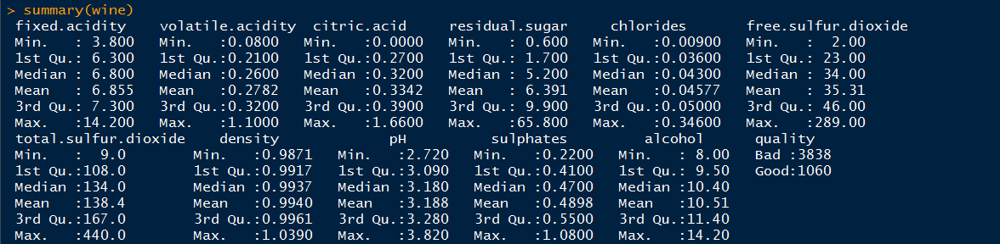 > summary(wine)
fixed.acidity volatile.acidity citric.acid residual.sugar chlorides free.sulfur.dioxide
Min. : 3.800 Min. :0.0800 Min. :0.0000 Min. : 0.600 Min. :0.00900 Min. : 2.00
1st Qu.: 6.300 1st Qu.:0.2100 1st Qu.:0.2700 1st Qu.: 1.700 1st Qu.:0.03600 1st Qu.: 23.00
Median : 6.800 Median :0.2600 Median :0.3200 Median : 5.200 Median :0.04300 Median : 34.00
Mean : 6.855 Mean :0.2782 Mean :0.3342 Mean : 6.391 Mean :0.04577 Mean : 35.31
3rd Qu.: 7.300 3rd Qu.:0.3200 3rd Qu.:0.3900 3rd Qu.: 9.900 3rd Qu.:0.05000 3rd Qu.: 46.00
Max. :14.200 Max. :1.1000 Max. :1.6600 Max. :65.800 Max. :0.34600 Max. :289.00
total.sulfur.dioxide density pH sulphates alcohol quality
Min. : 9.0 Min. :0.9871 Min. :2.720 Min. :0.2200 Min. : 8.00 Bad :3838
1st Qu.:108.0 1st Qu.:0.9917 1st Qu.:3.090 1st Qu.:0.4100 1st Qu.: 9.50 Good:1060
Median :134.0 Median :0.9937 Median :3.180 Median :0.4700 Median :10.40
Mean :138.4 Mean :0.9940 Mean :3.188 Mean :0.4898 Mean :10.51
3rd Qu.:167.0 3rd Qu.:0.9961 3rd Qu.:3.280 3rd Qu.:0.5500 3rd Qu.:11.40
Max. :440.0 Max. :1.0390 Max. :3.820 Max. :1.0800 Max. :14.20